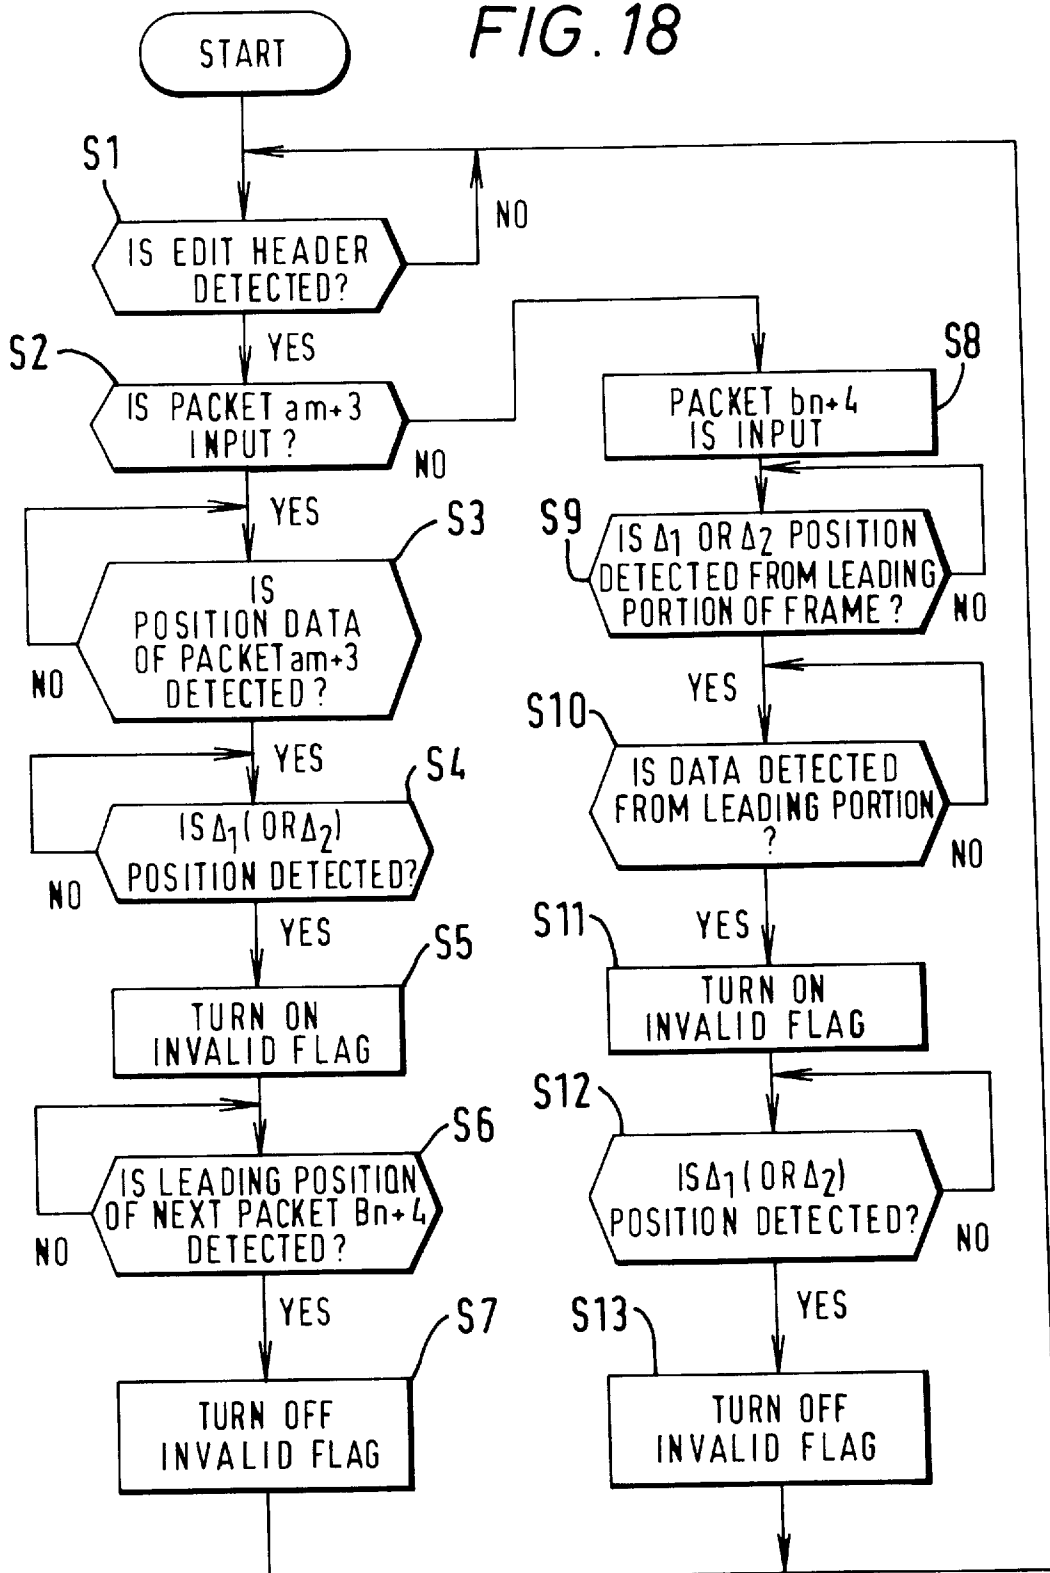 FIG. 18
START
S1
NO
IS EDIT HEADER
DETECTED?
YES
S2
IS PACKET am+3
INPUT?
NO
YES
S3
IS
POSITION DATA
OF PACKET am+3
DETECTED?
NO
YES
S4
IS Δ1 (OR Δ2)
POSITION DETECTED?
NO
YES
S5
TURN ON
INVALID FLAG
S6
IS LEADING POSITION
OF NEXT PACKET Bn+4
DETECTED?
NO
YES
S7
TURN OFF
INVALID FLAG
S8
PACKET bn+4
IS INPUT
S9
IS Δ1 OR Δ2 POSITION
DETECTED FROM LEADING
PORTION OF FRAME?
NO
YES
S10
IS DATA DETECTED
FROM LEADING PORTION
?
NO
YES
S11
TURN ON
INVALID FLAG
S12
IS Δ1 (OR Δ2)
POSITION DETECTED?
NO
YES
S13
TURN OFF
INVALID FLAG